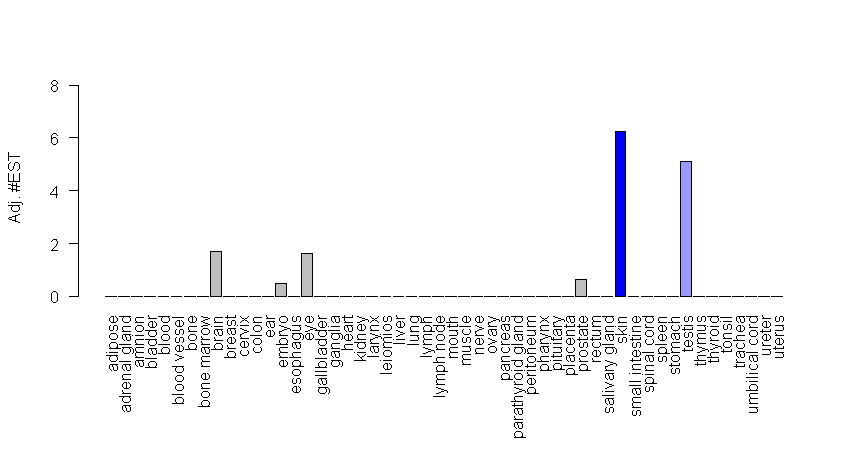 Adj. #EST
8
6
4
2
0
adipose
adrenal gland
amnion
bladder
blood
blood vessel
bone
bone marrow
brain
breast
cervix
colon
ear
embryo
esophagus
eye
gallbladder
ganglia
heart
kidney
larynx
leiomios
liver
lung
lymph
lymph node
mouth
muscle
nerve
ovary
pancreas
parathyroid gland
peritoneum
pharynx
pituitary
placenta
prostate
rectum
salivary gland
skin
small intestine
spinal cord
spleen
stomach
testis
thymus
thyroid
tonsil
trachea
umbilical cord
ureter
uterus